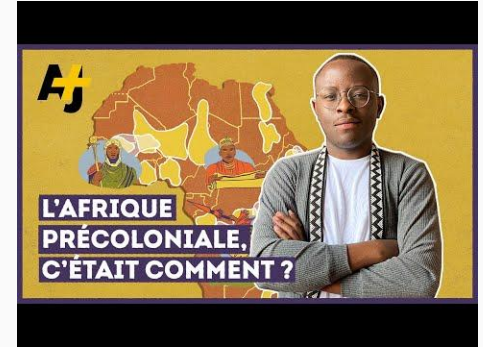 AJ+
L'AFRIQUE
PRÉCOLONIALE,
C'ÉTAIT COMMENT ?